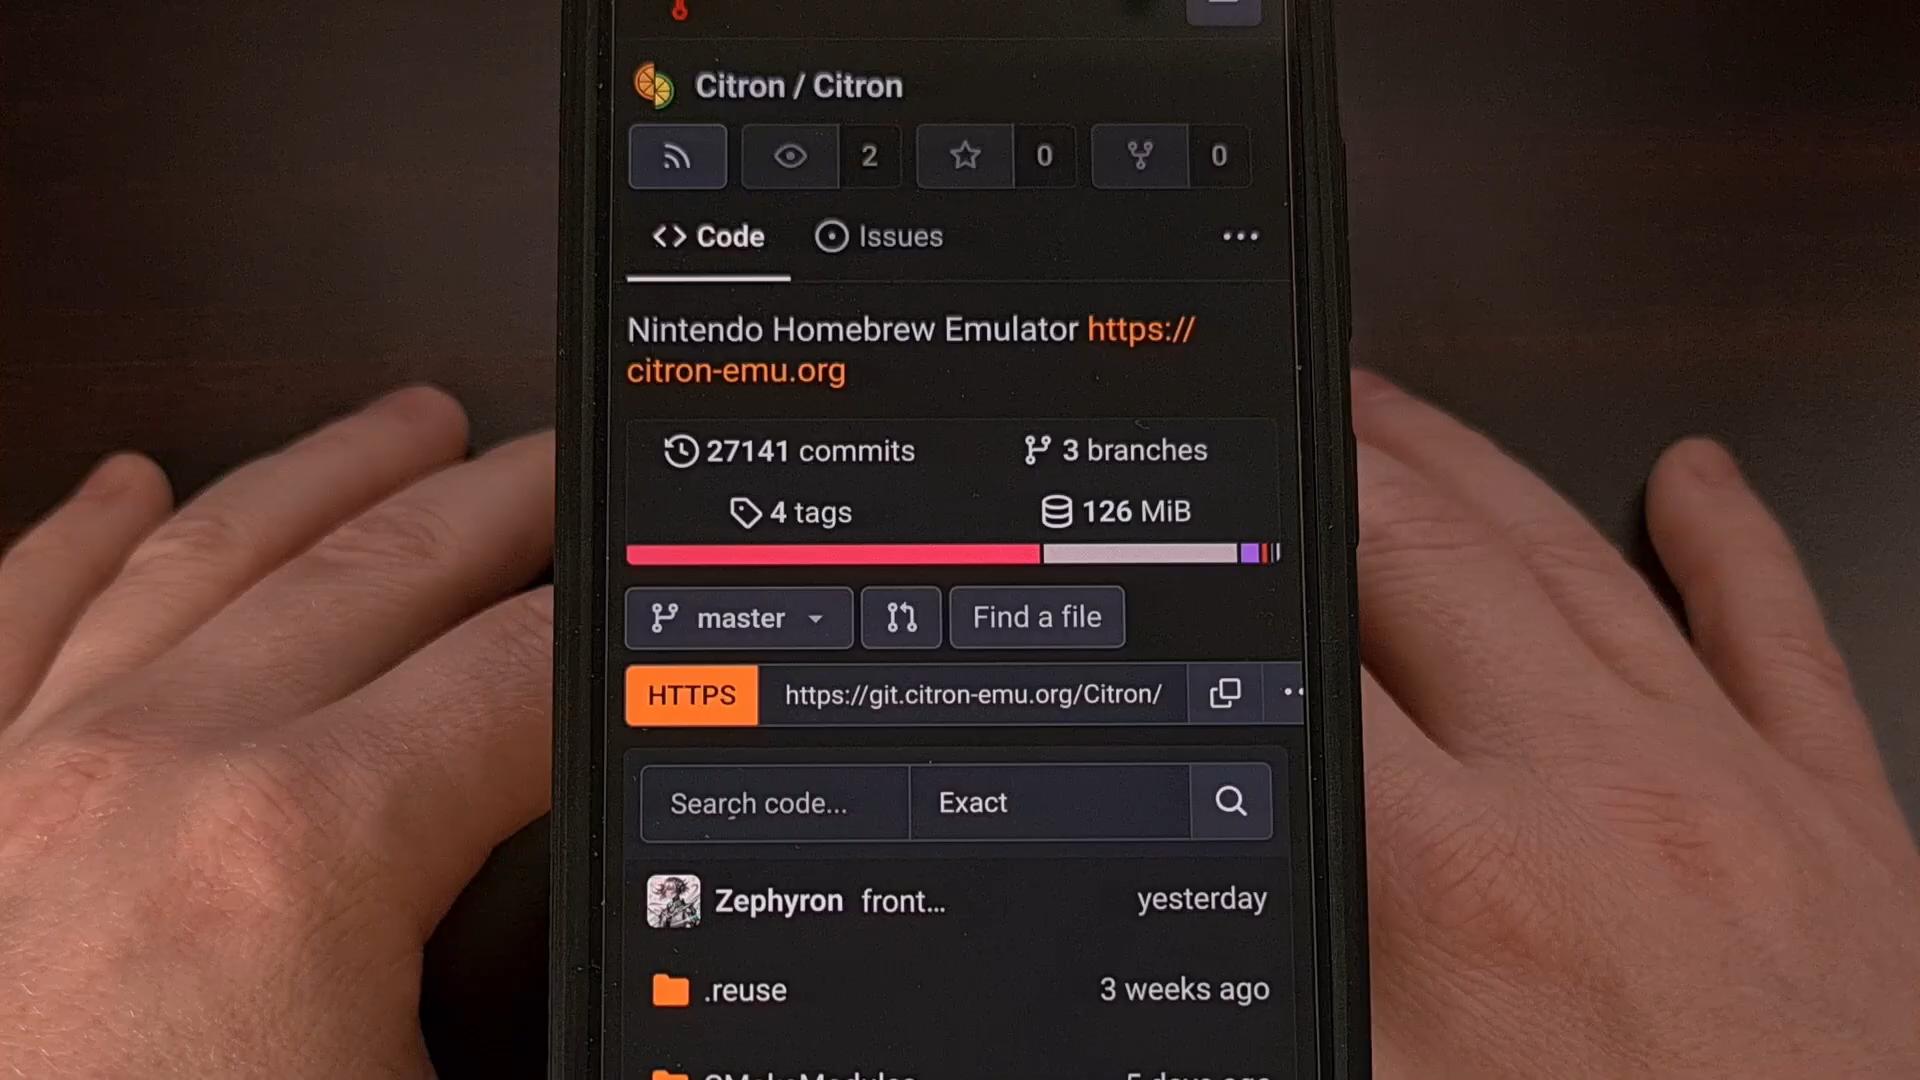 Citron / Citron
2 0 0
Code Issues
Nintendo Homebrew Emulator https://
citron-emu.org
27141 commits 3 branches
4 tags 126 MiB
master Find a file
HTTPS https://git.citron-emu.org/Citron/
Search code... Exact
Zephyron front... yesterday
.reuse 3 weeks ago